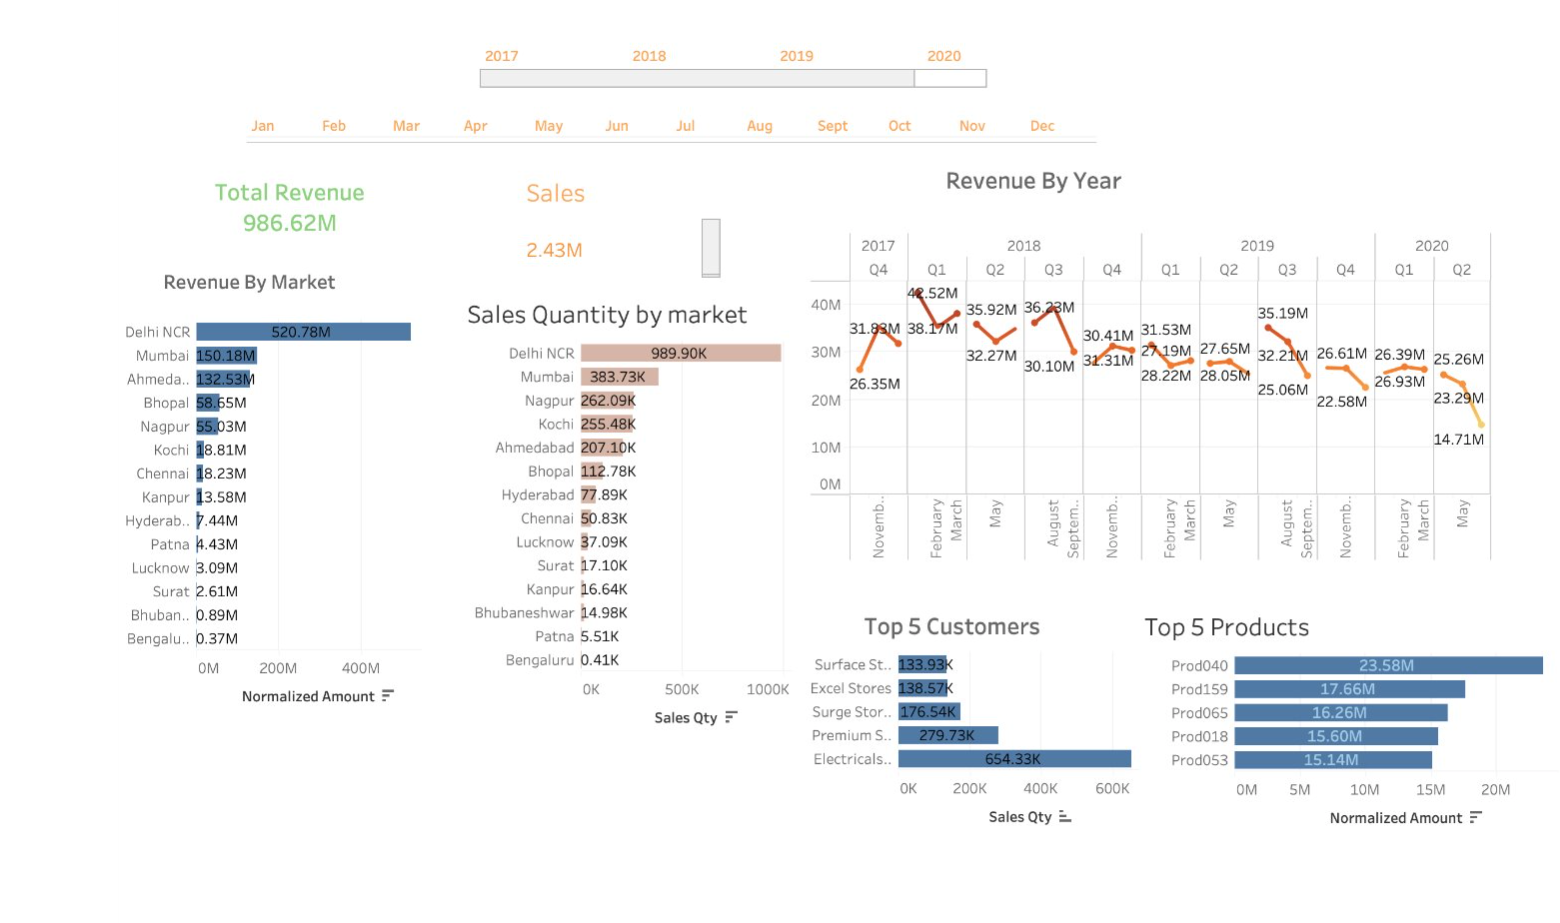 2017 2018 2019 2020
Jan Feb Mar Apr May Jun Jul Aug Sept Oct Nov Dec
Total Revenue
986.62M
Sales
2.43M
Revenue By Market
Delhi NCR 520.78M
Mumbai 150.18M
Ahmeda.. 132.53M
Bhopal 58.65M
Nagpur 55.03M
Kochi 18.81M
Chennai 18.23M
Kanpur 13.58M
Hyderab.. 7.44M
Patna 4.43M
Lucknow 3.09M
Surat 2.61M
Bhuban.. 0.89M
Bengalu.. 0.37M
0M 200M 400M
Normalized Amount
Sales Quantity by market
Delhi NCR 989.90K
Mumbai 383.73K
Nagpur 262.09K
Kochi 255.48K
Ahmedabad 207.10K
Bhopal 112.78K
Hyderabad 77.89K
Chennai 50.83K
Lucknow 37.09K
Surat 17.10K
Kanpur 16.64K
Bhubaneshwar 14.98K
Patna 5.51K
Bengaluru 0.41K
0K 500K 1000K
Sales Qty
Revenue By Year
2017 2018 2019 2020
Q4 Q1 Q2 Q3 Q4 Q1 Q2 Q3 Q4 Q1 Q2
40M
30M
20M
10M
0M
31.83M
26.35M
42.52M
38.17M
35.92M
32.27M
36.23M
30.10M
30.41M
31.31M
31.53M
27.19M
28.22M
27.65M
28.05M
35.19M
32.21M
25.06M
26.61M
22.58M
26.39M
26.93M
25.26M
23.29M
14.71M
Novemb..
February
March
May
August
Septem..
Novemb..
February
March
May
August
Septem..
Novemb..
February
March
May
Top 5 Customers
Surface St.. 133.93K
Excel Stores 138.57K
Surge Stor.. 176.54K
Premium S.. 279.73K
Electricals.. 654.33K
0K 200K 400K 600K
Sales Qty
Top 5 Products
Prod040 23.58M
Prod159 17.66M
Prod065 16.26M
Prod018 15.60M
Prod053 15.14M
0M 5M 10M 15M 20M
Normalized Amount